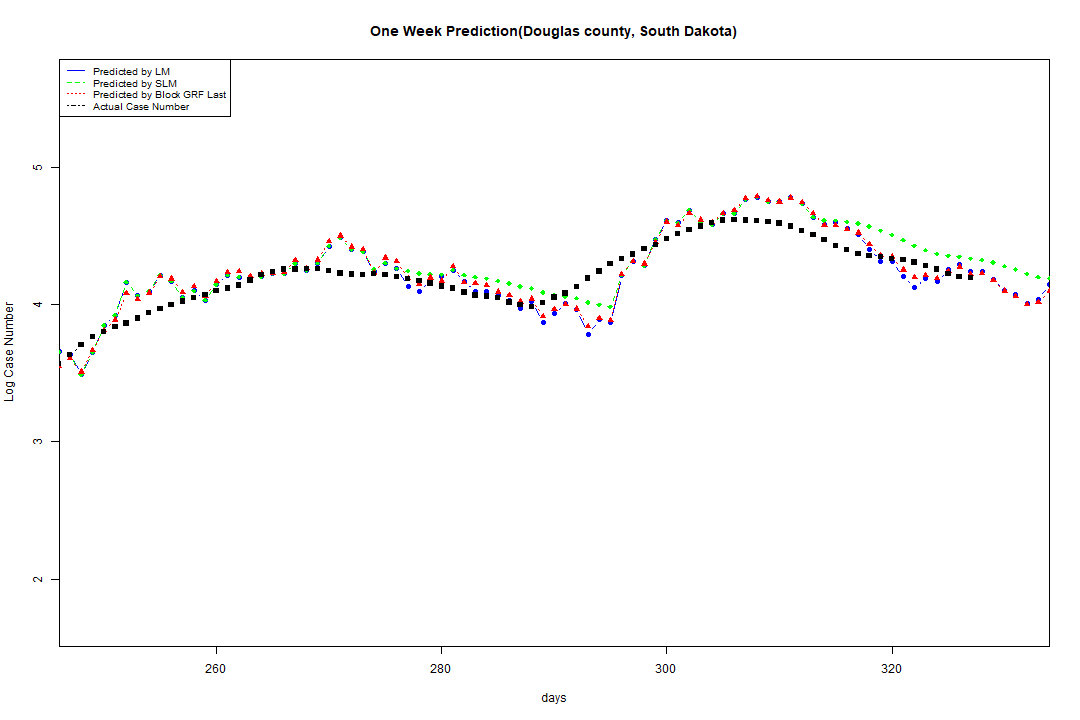 One Week Prediction(Douglas county, South Dakota)
Predicted by LM
Predicted by SLM
Predicted by Block GRF Last
Actual Case Number
5
4
3
2
Log Case Number
260 280 300 320
days